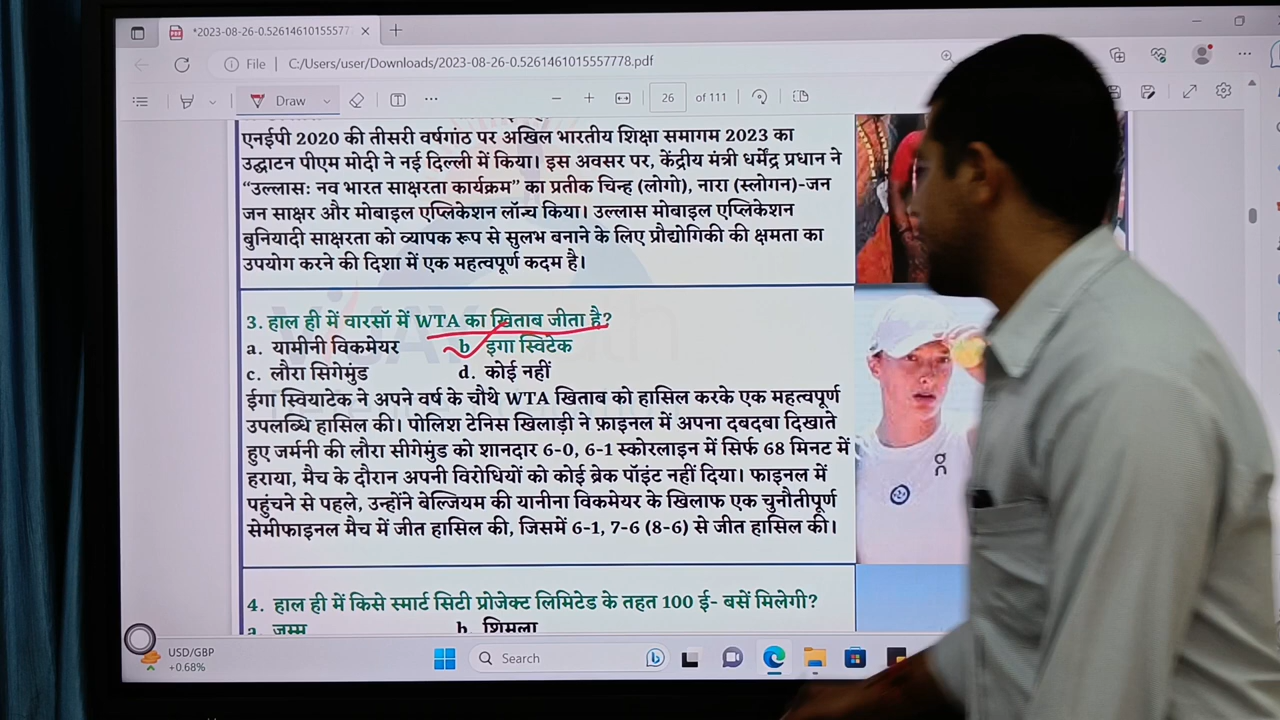 *2023-08-26-0.52614610155577
File C:/Users/user/Downloads/2023-08-26-0.5261461015557778.pdf
Draw 26 of 111
एनईपी 2020 की तीसरी वर्षगांठ पर अखिल भारतीय शिक्षा समागम 2023 का
उद्घाटन पीएम मोदी ने नई दिल्ली में किया। इस अवसर पर, केंद्रीय मंत्री धर्मेंद्र प्रधान ने
“उल्लास: नव भारत साक्षरता कार्यक्रम” का प्रतीक चिन्ह (लोगो), नारा (स्लोगन)-जन
जन साक्षर और मोबाइल एप्लिकेशन लॉन्च किया। उल्लास मोबाइल एप्लिकेशन
बुनियादी साक्षरता को व्यापक रूप से सुलभ बनाने के लिए प्रौद्योगिकी की क्षमता का
उपयोग करने की दिशा में एक महत्वपूर्ण कदम है।
3. हाल ही में वारसॉ में WTA का खिताब जीता है?
a. यामीनी विकमेयर b इगा स्विटेक
c. लौरा सिगेमुंड d. कोई नहीं
ईगा स्वियाटेक ने अपने वर्ष के चौथे WTA खिताब को हासिल करके एक महत्वपूर्ण
उपलब्धि हासिल की। पोलिश टेनिस खिलाड़ी ने फ़ाइनल में अपना दबदबा दिखाते
हुए जर्मनी की लौरा सीगेमुंड को शानदार 6-0, 6-1 स्कोरलाइन में सिर्फ 68 मिनट में
हराया, मैच के दौरान अपनी विरोधियों को कोई ब्रेक पॉइंट नहीं दिया। फाइनल में
पहुंचने से पहले, उन्होंने बेल्जियम की यानीना विकमेयर के खिलाफ एक चुनौतीपूर्ण
सेमीफाइनल मैच में जीत हासिल की, जिसमें 6-1, 7-6 (8-6) से जीत हासिल की।
4. हाल ही में किसे स्मार्ट सिटी प्रोजेक्ट लिमिटेड के तहत 100 ई- बसें मिलेगी?
a. जम्मू b. शिमला
USD/GBP
+0.68%
Search